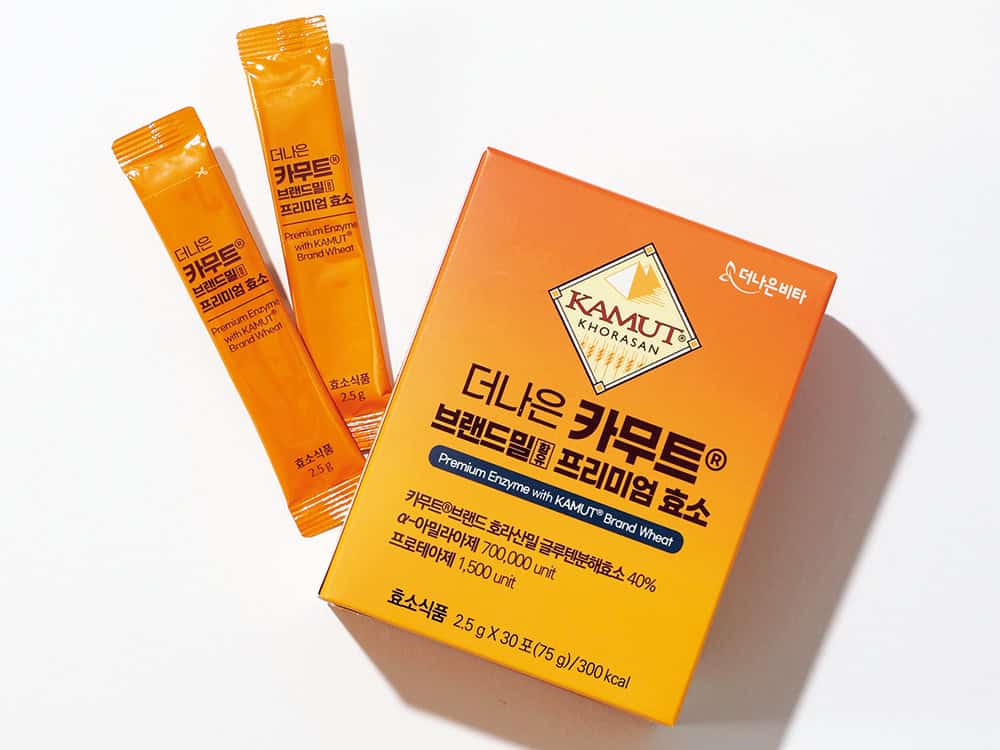 더나은
카무트®
브랜드밀함유
프리미엄 효소
Premium Enzyme
with KAMUT®
Brand Wheat
효소식품
2.5 g
더나은
카무트®
브랜드밀함유
프리미엄 효소
Premium Enzyme
with KAMUT®
Brand Wheat
효소식품
2.5 g
더나은비타
KAMUT®
KHORASAN
더나은 카무트®
브랜드밀함유 프리미엄 효소
Premium Enzyme with KAMUT® Brand Wheat
카무트®브랜드 호라산밀 글루텐분해효소 40%
α-아밀라아제 700,000 unit
프로테아제 1,500 unit
효소식품 2.5 g X 30 포(75 g)/300 kcal